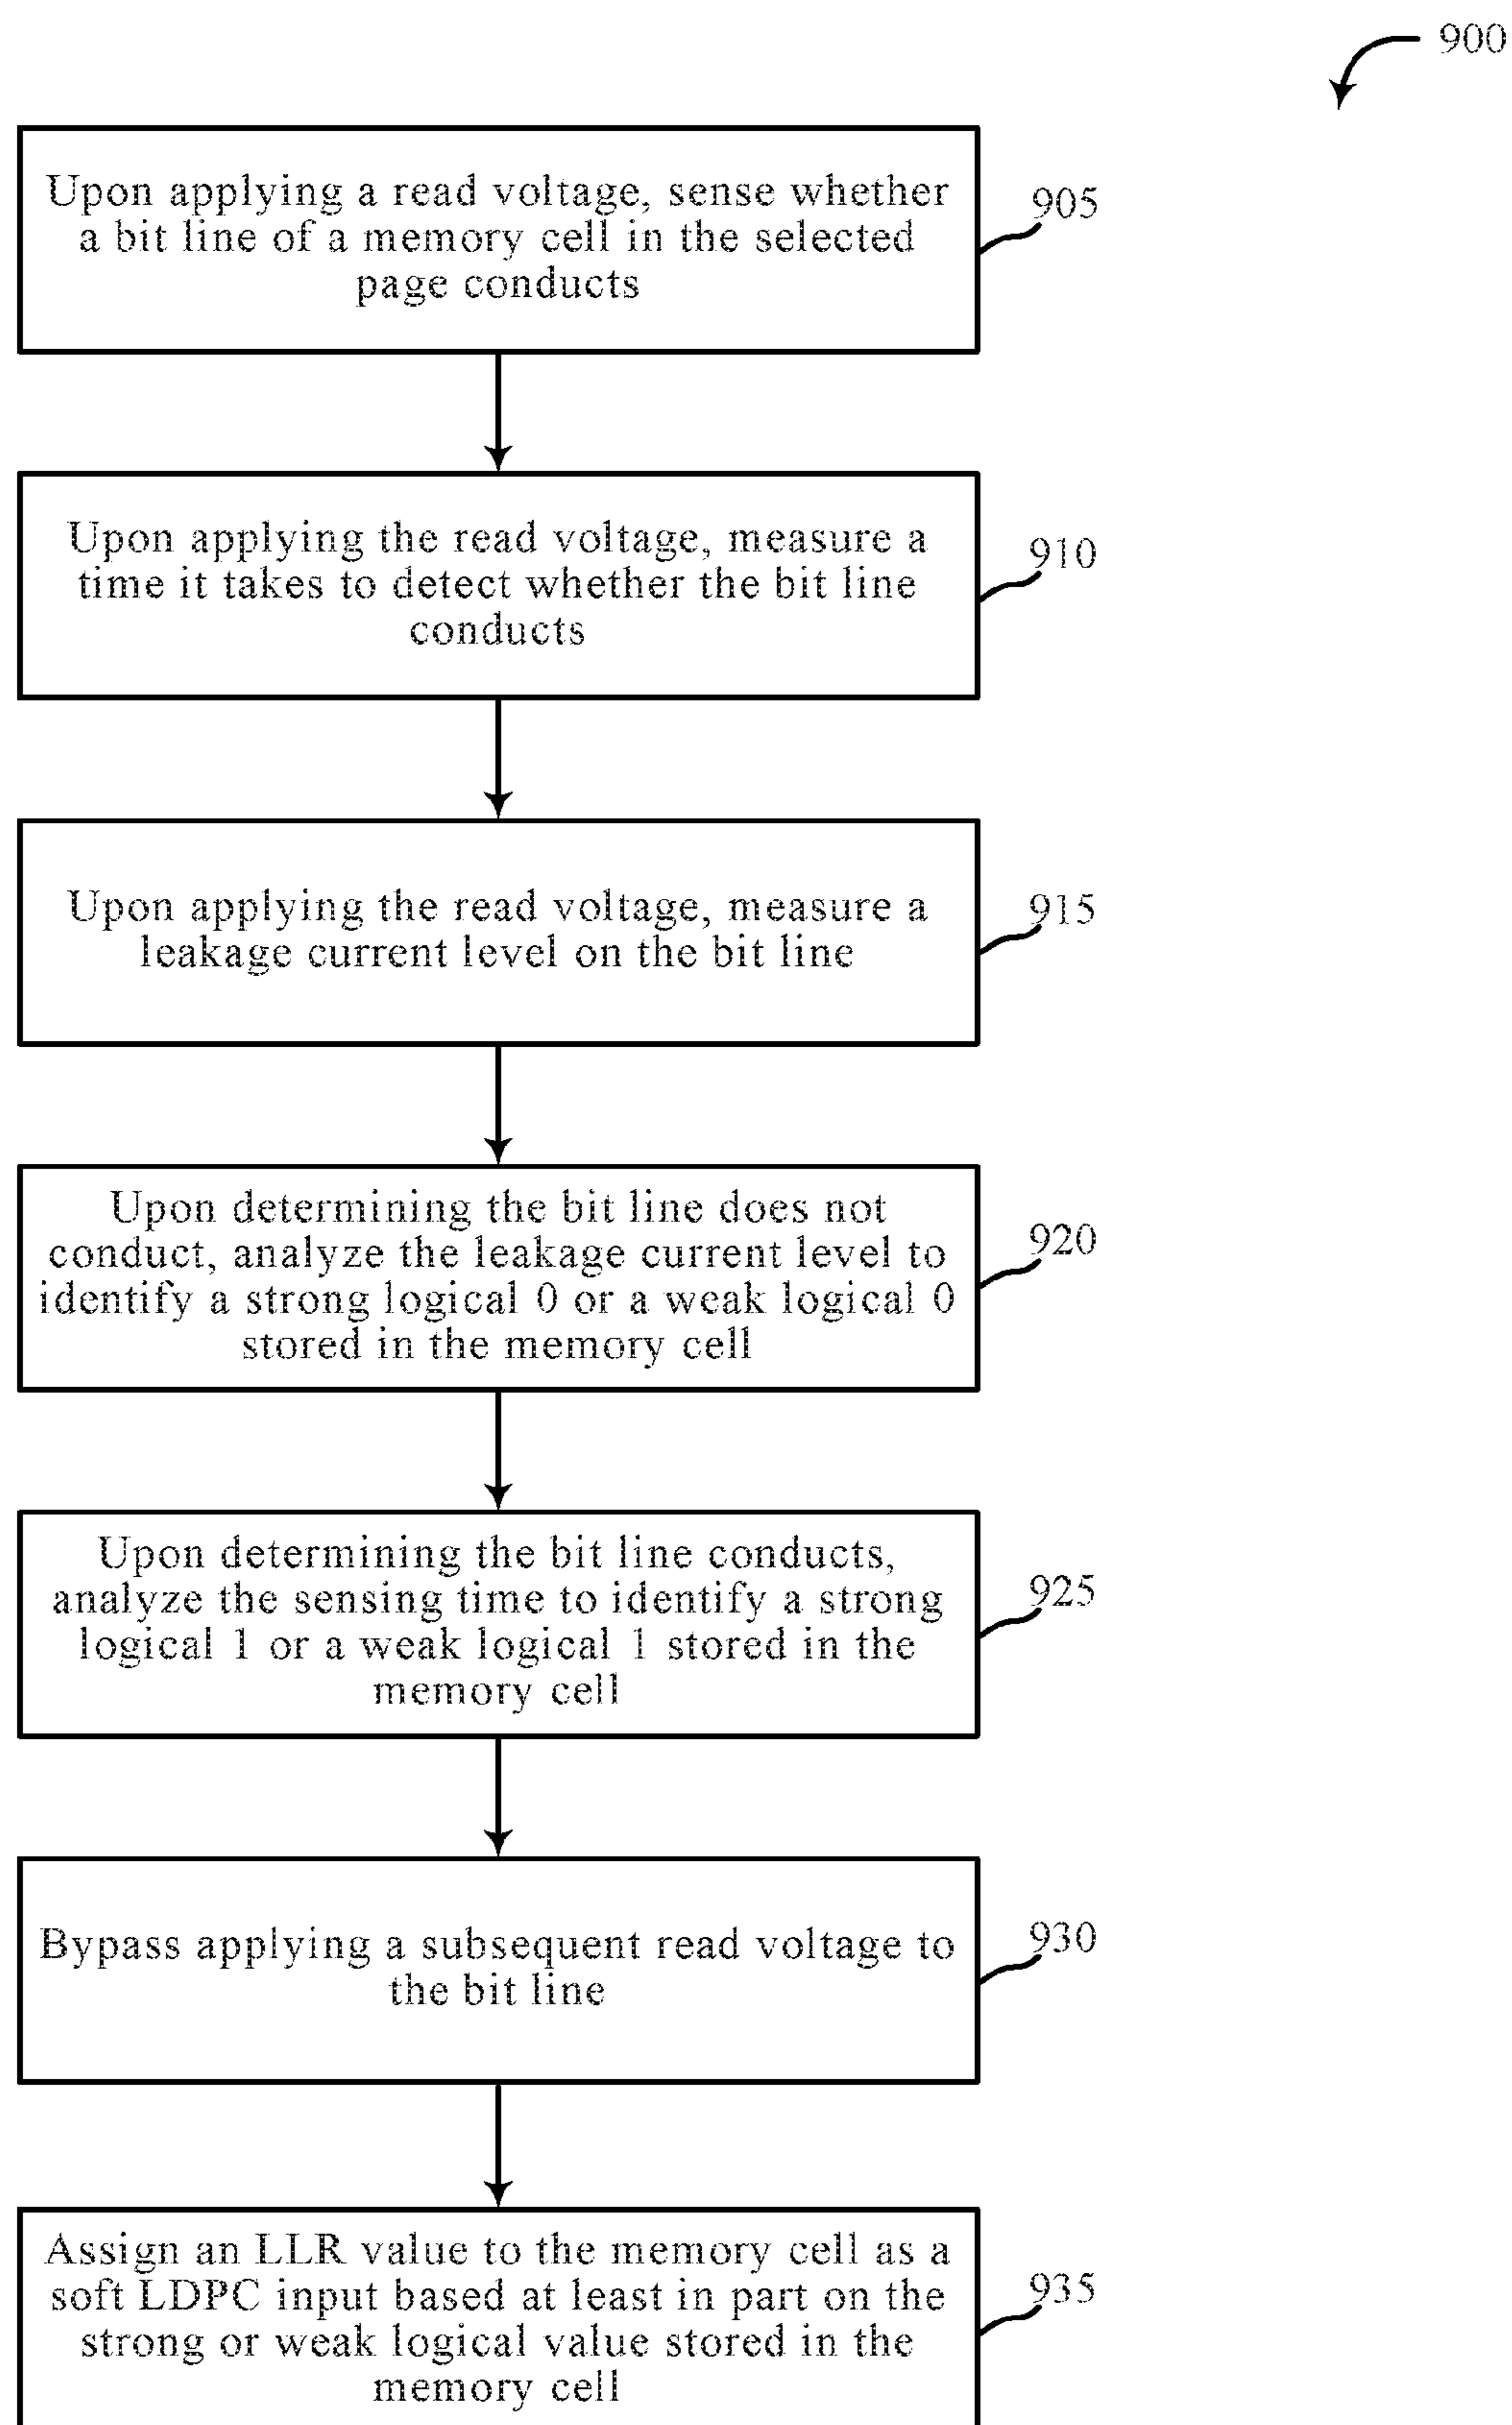 900
Upon applying a read voltage, sense whether
a bit line of a memory cell in the selected
page conducts
905
Upon applying the read voltage, measure a
time it takes to detect whether the bit line
conducts
910
Upon applying the read voltage, measure a
leakage current level on the bit line
915
Upon determining the bit line does not
conduct, analyze the leakage current level to
identify a strong logical 0 or a weak logical 0
stored in the memory cell
920
Upon determining the bit line conducts,
analyze the sensing time to identify a strong
logical 1 or a weak logical 1 stored in the
memory cell
925
Bypass applying a subsequent read voltage to
the bit line
930
Assign an LLR value to the memory cell as a
soft LDPC input based at least in part on the
strong or weak logical value stored in the
memory cell
935